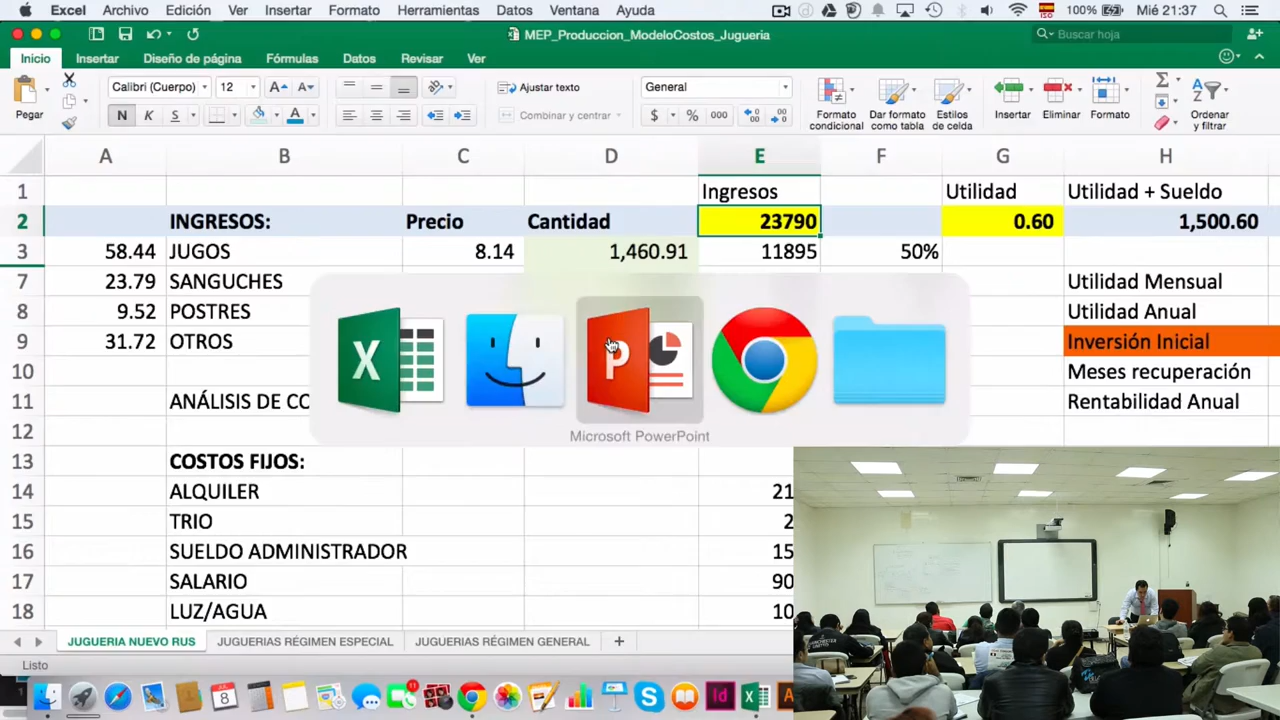 Excel Archivo Edición Ver Insertar Formato Herramientas Datos Ventana Ayuda 100% Mié 21:37
MEP_Produccion_ModeloCostos_Jugueria
Buscar hoja
Inicio Insertar Diseño de página Fórmulas Datos Revisar Ver
Pegar
Calibri (Cuerpo) 12 A A
N K S A
Ajustar texto
Combinar y centrar
General
$ % 000
Formato condicional
Dar formato como tabla
Estilos de celda
Insertar
Eliminar
Formato
Ordenar y filtrar
A B C D E F G H
1 Ingresos Utilidad Utilidad + Sueldo
2 INGRESOS: Precio Cantidad 23790 0.60 1,500.60
3 58.44 JUGOS 8.14 1,460.91 11895 50%
7 23.79 SANGUCHES Utilidad Mensual
8 9.52 POSTRES Utilidad Anual
9 31.72 OTROS Inversión Inicial
10 Meses recuperación
11 ANÁLISIS DE CO Rentabilidad Anual
Microsoft PowerPoint
12
13 COSTOS FIJOS:
14 ALQUILER 21
15 TRIO 2
16 SUELDO ADMINISTRADOR 15
17 SALARIO 90
18 LUZ/AGUA 10
JUGUERIA NUEVO RUS JUGUERIAS RÉGIMEN ESPECIAL JUGUERÍAS RÉGIMEN GENERAL +
Listo